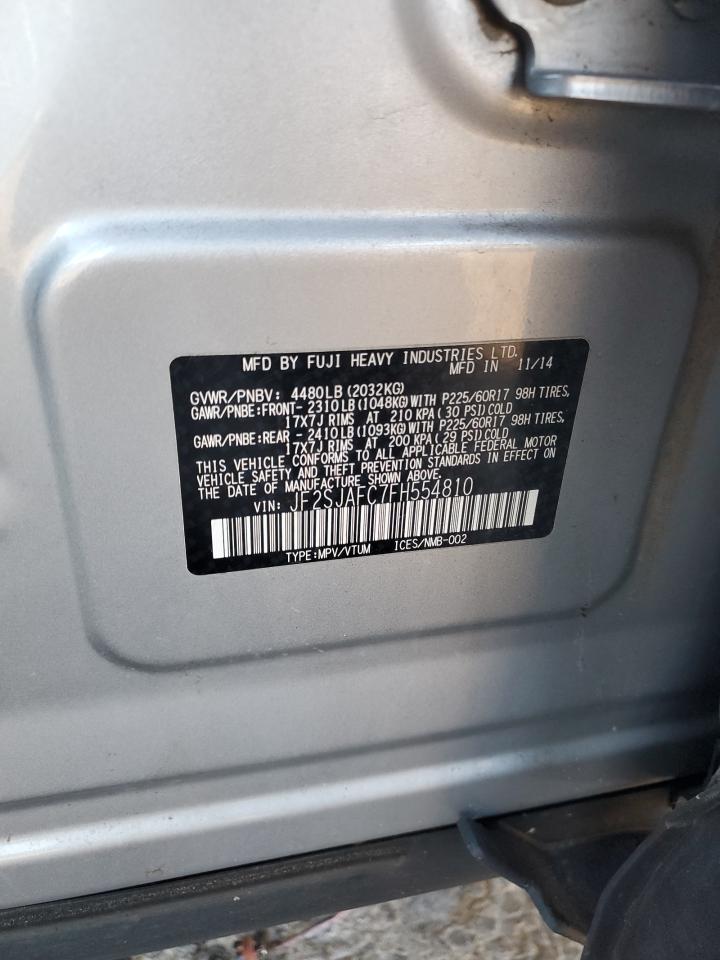 MFD BY FUJI HEAVY INDUSTRIES LTD.
MFD IN 11/14
GVWR/PNBV: 4480LB (2032KG)
GAWR/PNBE:FRONT- 2310LB(1048KG)WITH P225/60R17 98H TIRES,
17X7J RIMS AT 210 KPA( 30 PSI)COLD
GAWR/PNBE:REAR - 2410LB(1093KG)WITH P225/60R17 98H TIRES,
17X7J RIMS AT 200 KPA( 29 PSI)COLD
THIS VEHICLE CONFORMS TO ALL APPLICABLE FEDERAL MOTOR
VEHICLE SAFETY AND THEFT PREVENTION STANDARDS IN EFFECT ON
THE DATE OF MANUFACTURE SHOWN ABOVE.
VIN: JF2SJAFC7FH554810
TYPE:MPV/VTUM ICES/NMB-002